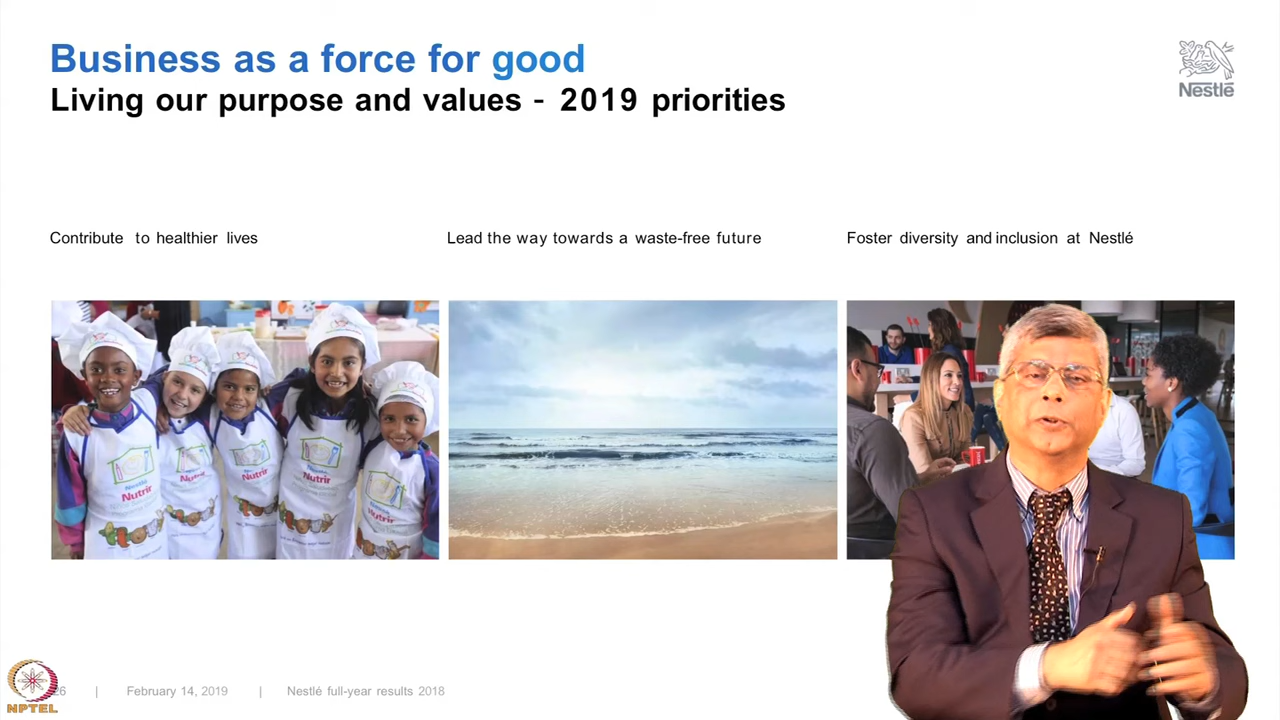 Business as a force for good
Living our purpose and values - 2019 priorities
Nestlé
Contribute to healthier lives
Lead the way towards a waste-free future
Foster diversity and inclusion at Nestlé
Nutrir
Nutrir
Nutrir
Nutrir
Nutrir
26 | February 14, 2019 | Nestlé full-year results 2018
NPTEL